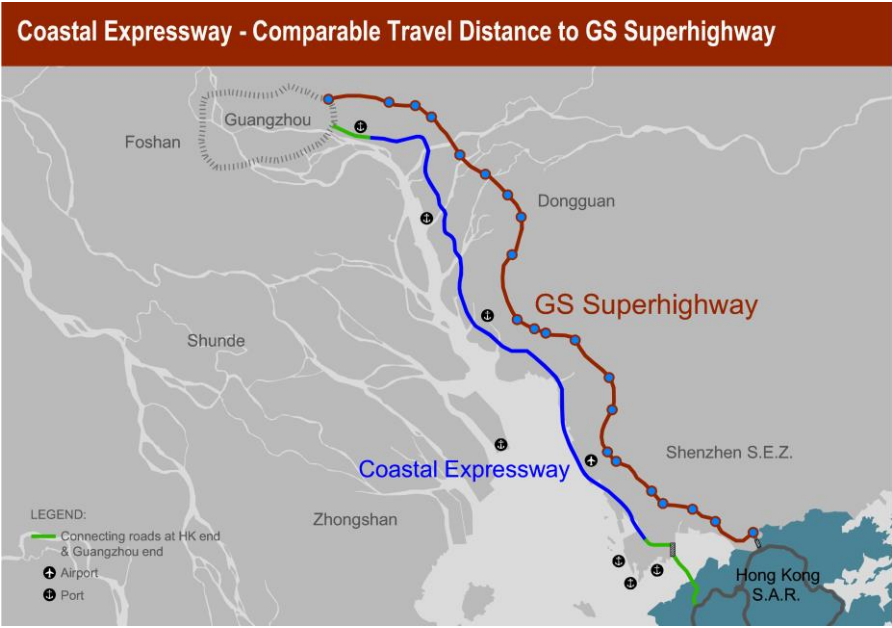 Coastal Expressway - Comparable Travel Distance to GS Superhighway
Guangzhou
Foshan
Dongguan
GS Superhighway
Shunde
Shenzhen S.E.Z.
Coastal Expressway
Zhongshan
LEGEND:
Connecting roads at HK end
& Guangzhou end
Airport
Port
Hong Kong
S.A.R.